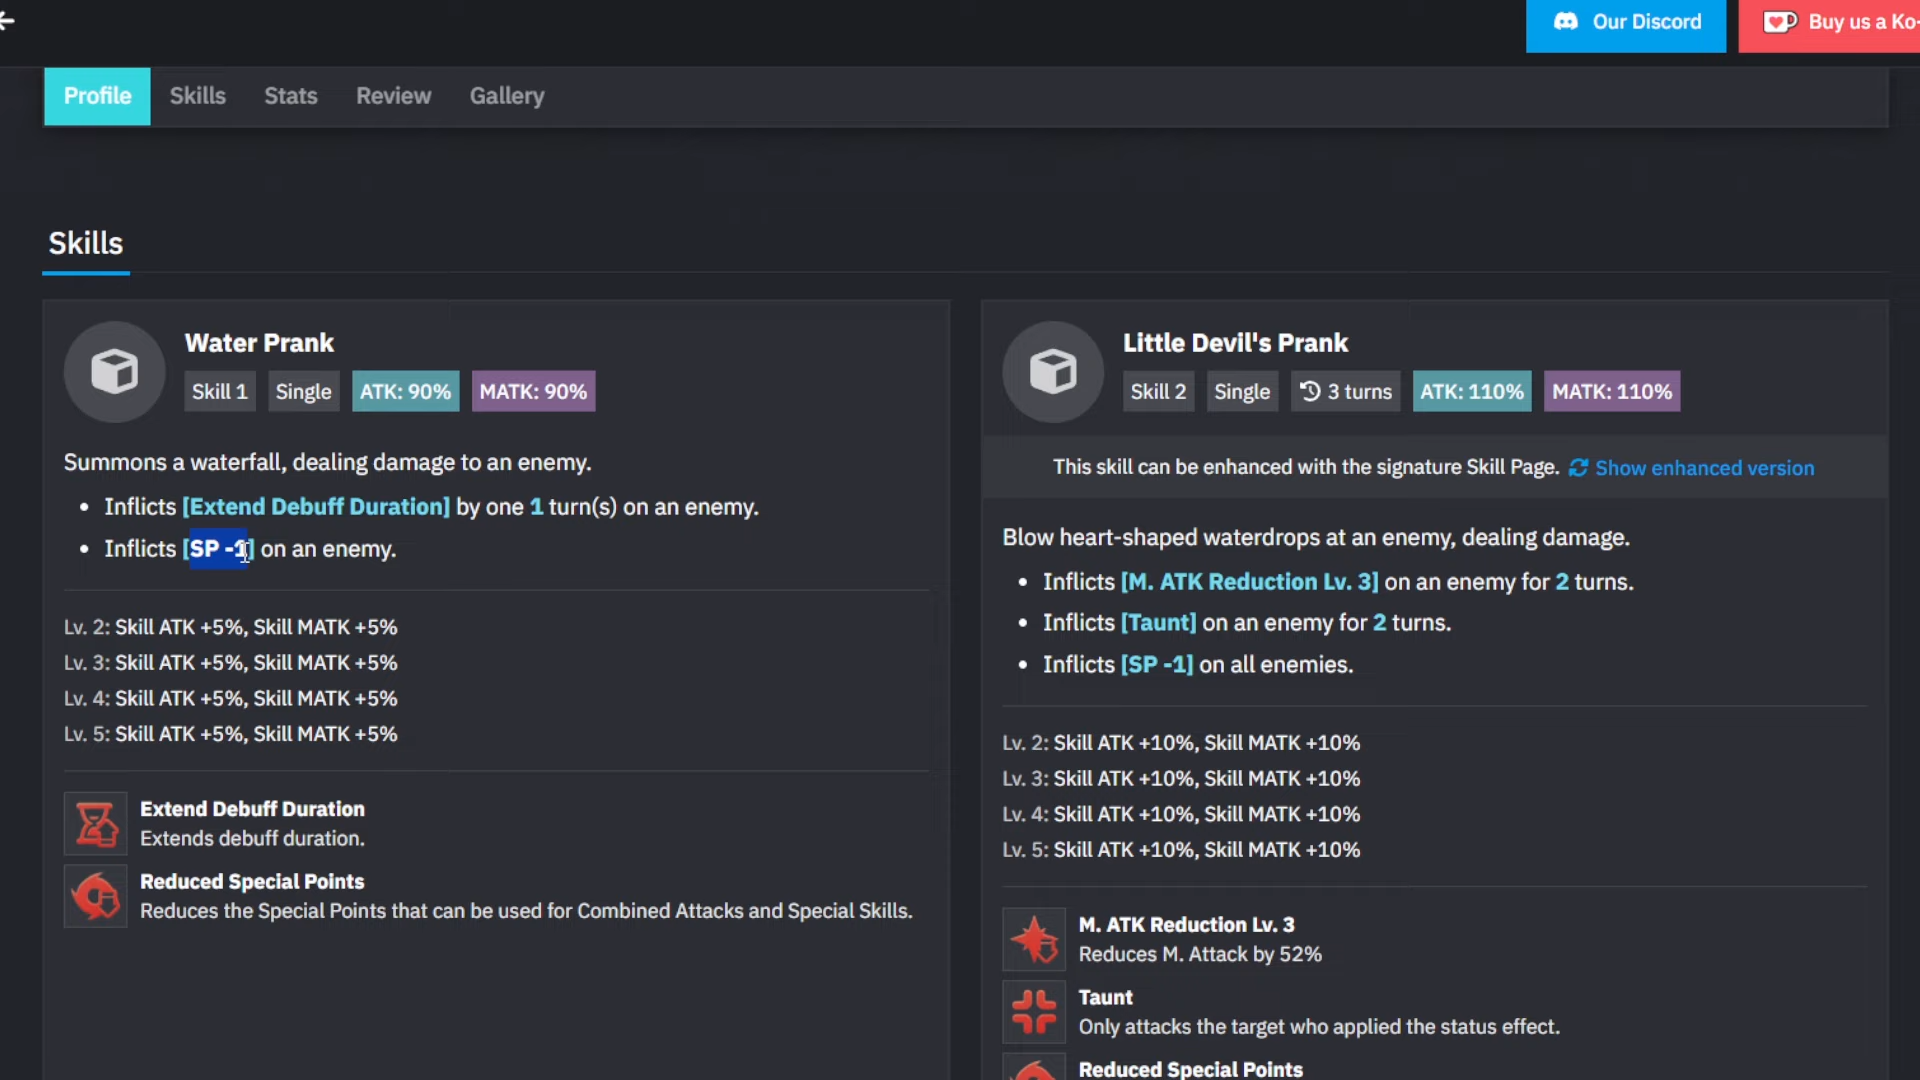 Our Discord
Buy us a Ko-
Profile
Skills
Stats
Review
Gallery
Skills
Water Prank
Skill 1
Single
ATK: 90%
MATK: 90%
Summons a waterfall, dealing damage to an enemy.
Inflicts [Extend Debuff Duration] by one 1 turn(s) on an enemy.
Inflicts [SP -1] on an enemy.
Lv. 2: Skill ATK +5%, Skill MATK +5%
Lv. 3: Skill ATK +5%, Skill MATK +5%
Lv. 4: Skill ATK +5%, Skill MATK +5%
Lv. 5: Skill ATK +5%, Skill MATK +5%
Extend Debuff Duration
Extends debuff duration.
Reduced Special Points
Reduces the Special Points that can be used for Combined Attacks and Special Skills.
Little Devil's Prank
Skill 2
Single
3 turns
ATK: 110%
MATK: 110%
This skill can be enhanced with the signature Skill Page. Show enhanced version
Blow heart-shaped waterdrops at an enemy, dealing damage.
Inflicts [M. ATK Reduction Lv. 3] on an enemy for 2 turns.
Inflicts [Taunt] on an enemy for 2 turns.
Inflicts [SP -1] on all enemies.
Lv. 2: Skill ATK +10%, Skill MATK +10%
Lv. 3: Skill ATK +10%, Skill MATK +10%
Lv. 4: Skill ATK +10%, Skill MATK +10%
Lv. 5: Skill ATK +10%, Skill MATK +10%
M. ATK Reduction Lv. 3
Reduces M. Attack by 52%
Taunt
Only attacks the target who applied the status effect.
Reduced Special Points